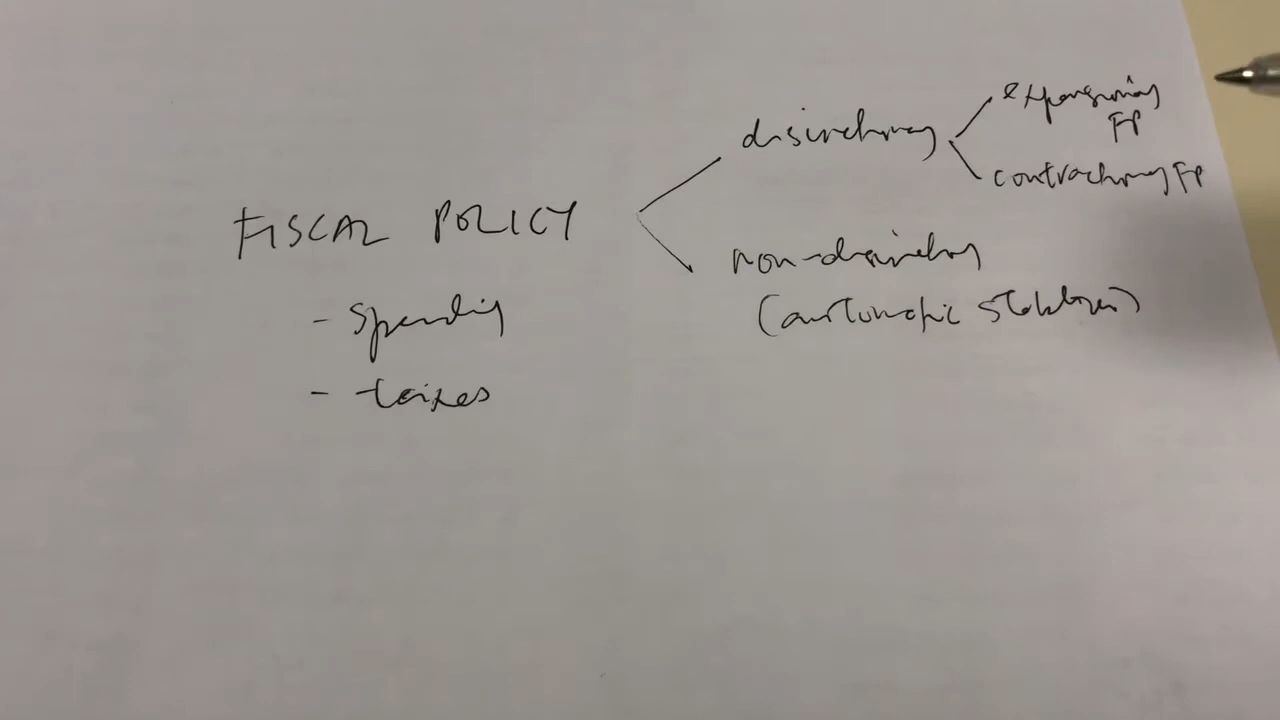 FISCAL POLICY
- spending
- taxes
discretionary
expansionary
FP
contractionary FP
non-discretionary
(automatic stabilizers)